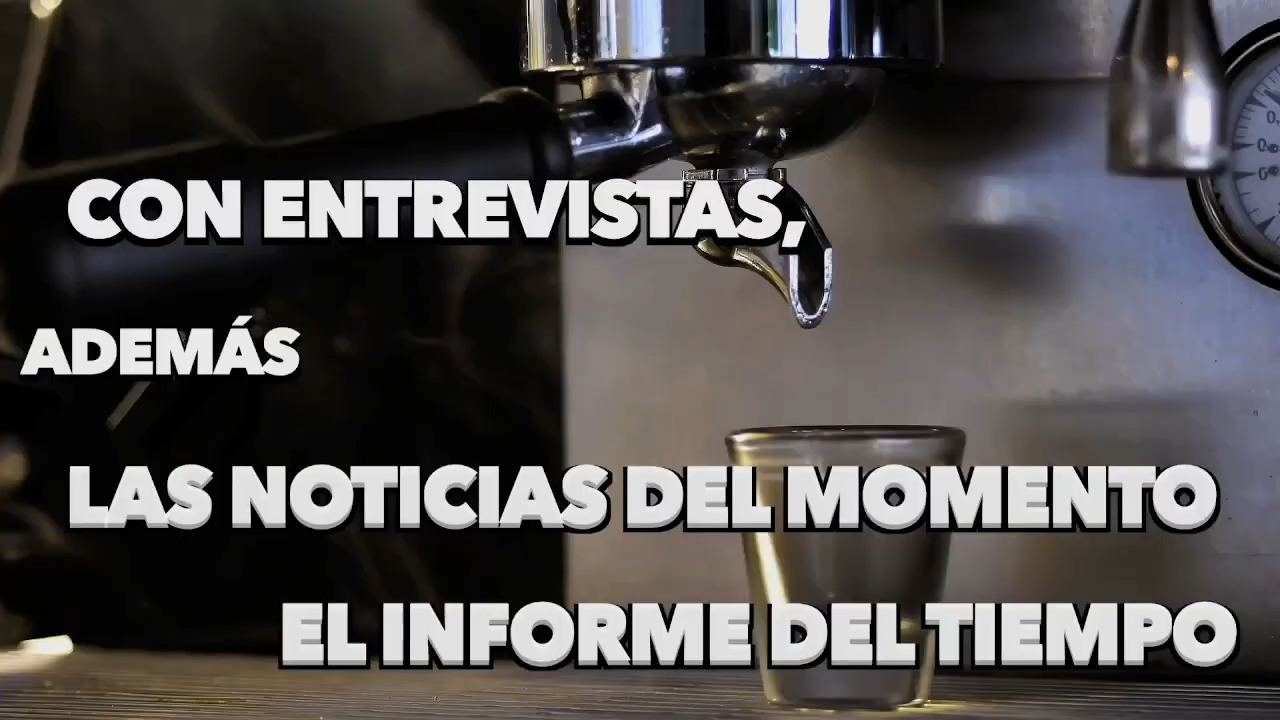 CON ENTREVISTAS,
ADEMÁS
LAS NOTICIAS DEL MOMENTO
EL INFORME DEL TIEMPO